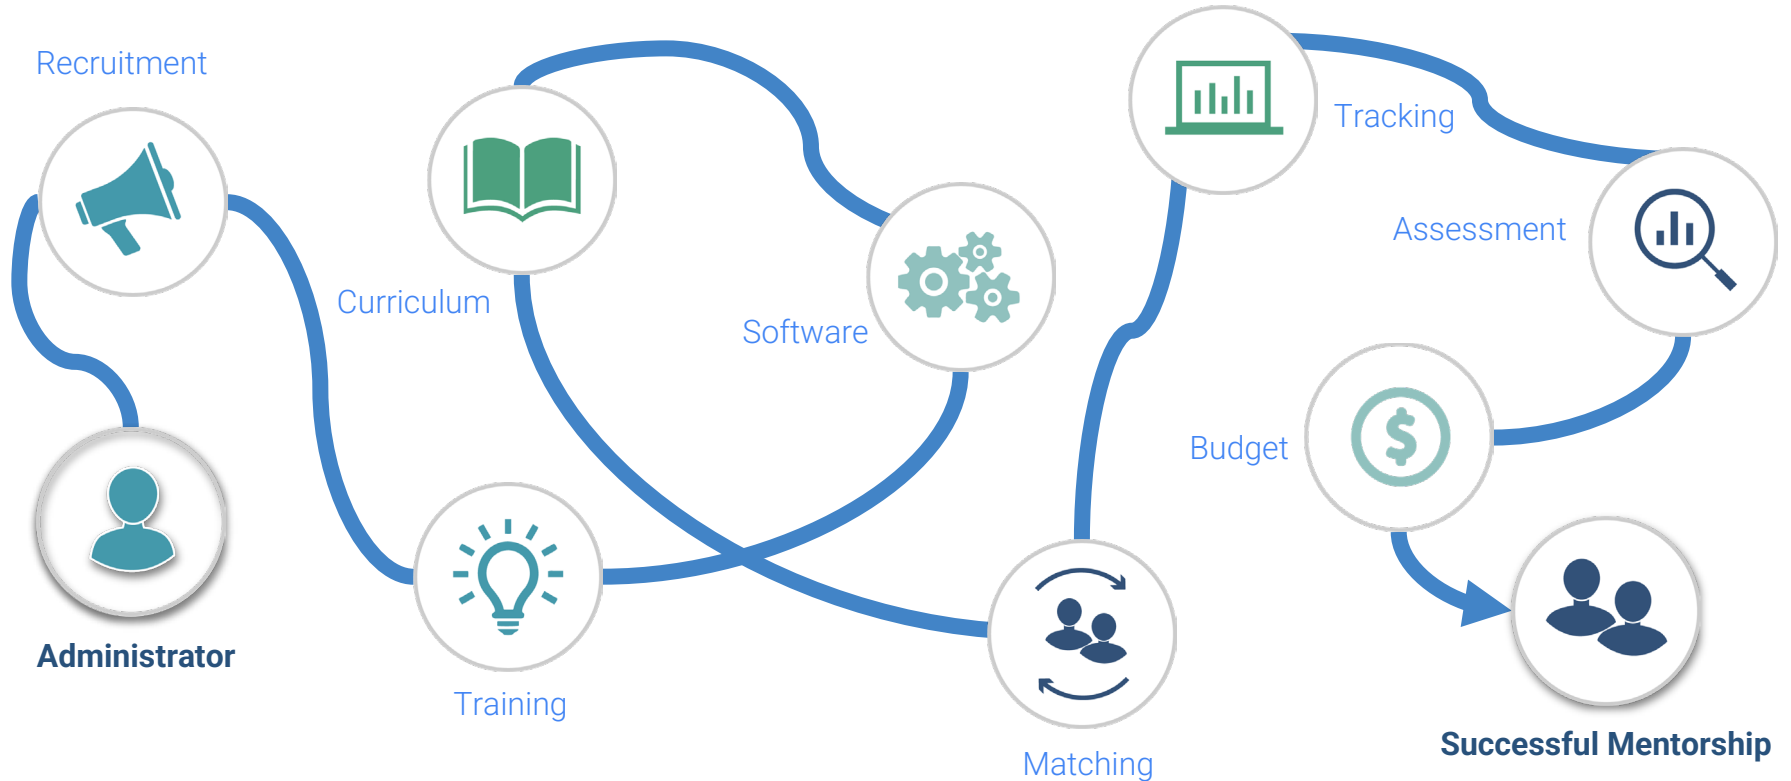 Recruitment
Tracking
Assessment
Curriculum
Software
Budget
Administrator
Training
Successful Mentorship
Matching